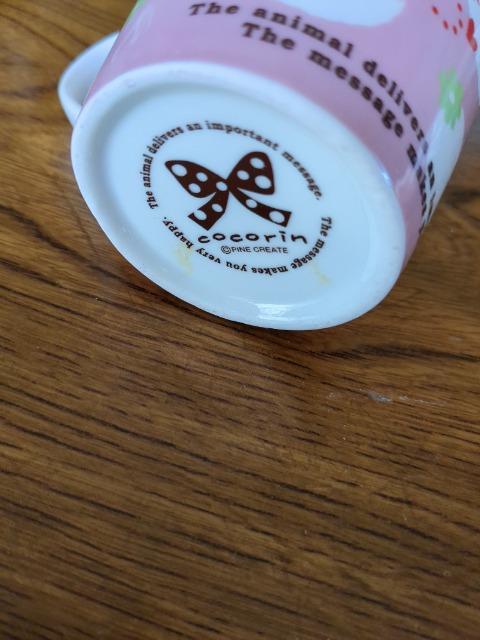 The animal delivers
The message
The animal delivers an important message.
The message makes you very happy.
cocorin
©PINE CREATE